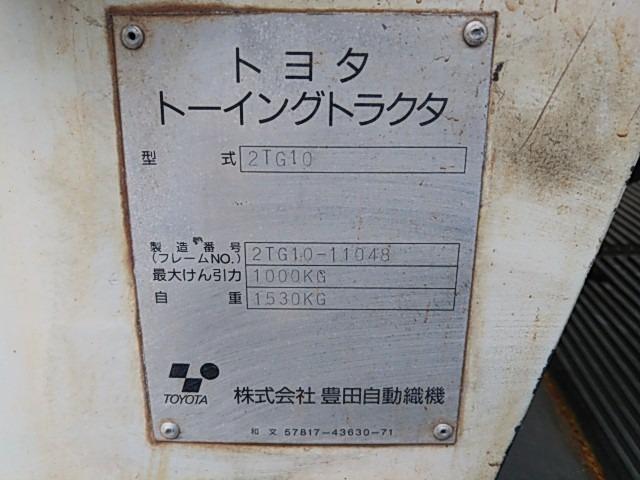 トヨタ
トーイングトラクタ
型 式 2TG10
製造番号
(フレームNO.) 2TG10-11048
最大けん引力 1000KG
自 重 1530KG
TOYOTA 株式会社 豊田自動織機
和文 57817-43630-71